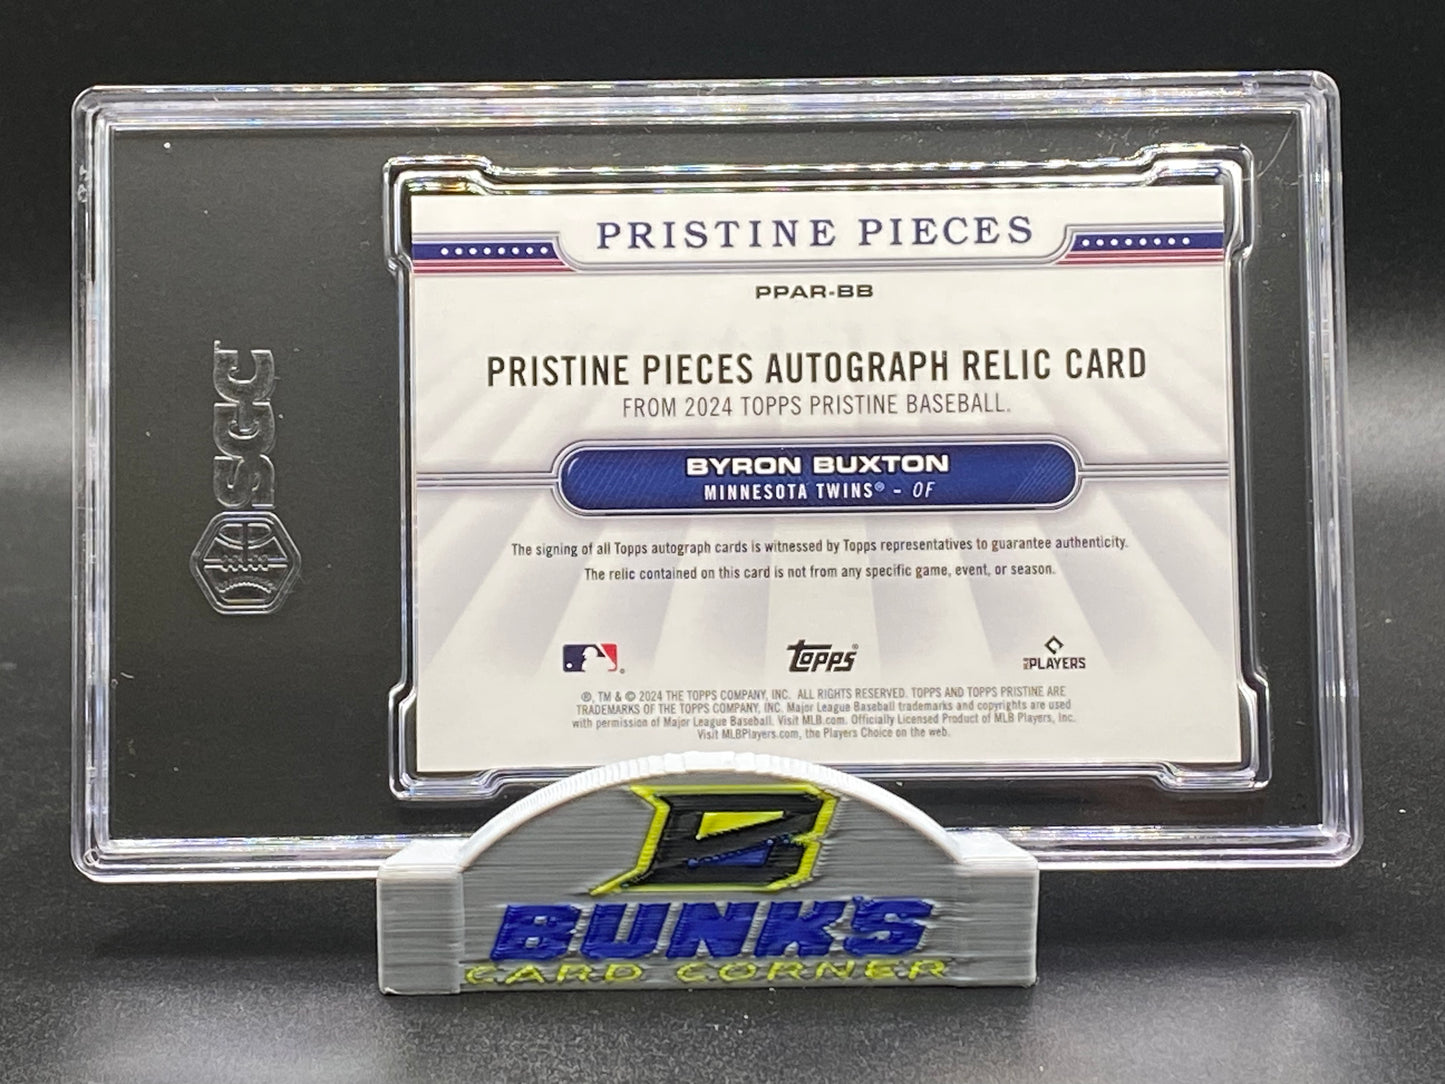 SGC
PRISTINE PIECES
PPAR-BB
PRISTINE PIECES AUTOGRAPH RELIC CARD
FROM 2024 TOPPS PRISTINE BASEBALL.
BYRON BUXTON
MINNESOTA TWINS® - OF
The signing of all Topps autograph cards is witnessed by Topps representatives to guarantee authenticity.
The relic contained on this card is not from any specific game, event, or season.
topps®
MLB PLAYERS
®, TM & © 2024 THE TOPPS COMPANY, INC. ALL RIGHTS RESERVED. TOPPS AND TOPPS PRISTINE ARE
TRADEMARKS OF THE TOPPS COMPANY, INC. Major League Baseball trademarks and copyrights are used
with permission of Major League Baseball. Visit MLB.com. Officially Licensed Product of MLB Players, Inc.
Visit MLBPlayers.com, the Players Choice on the web.
B
BUNK'S
CARD CORNER